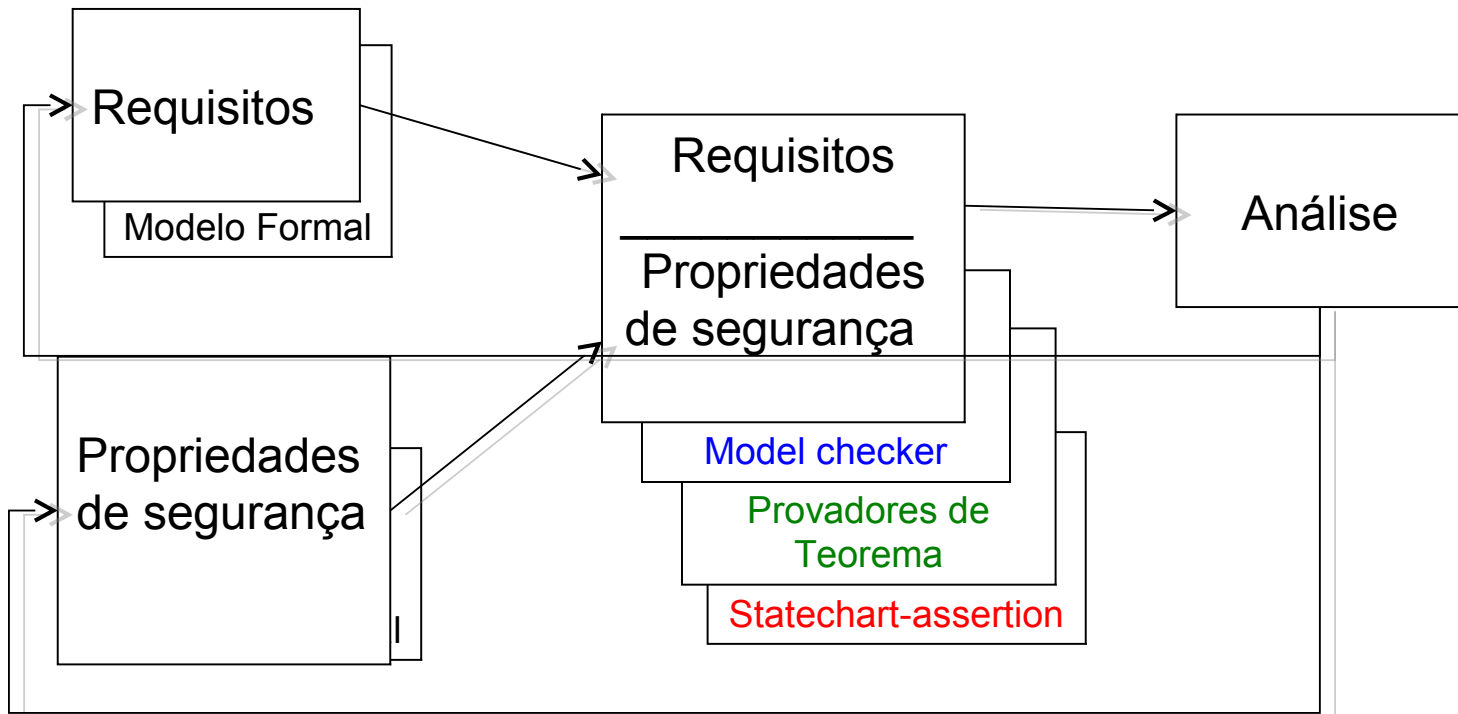 Requisitos
Modelo Formal
Propriedades
de segurança
l
Requisitos
Propriedades
de segurança
Model checker
Provadores de
Teorema
Statechart-assertion
Análise